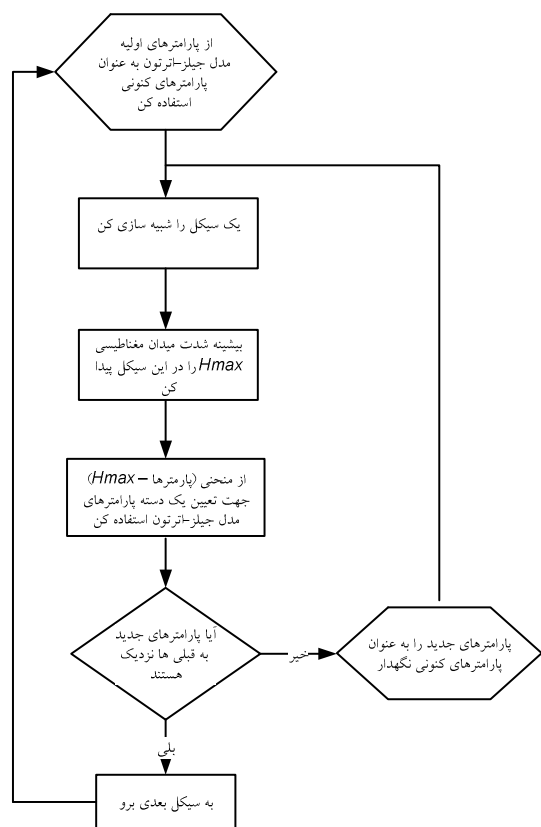 از پارامترهای اولیه
مدل جیلز-اترتون به عنوان
پارامترهای کنونی
استفاده کن
یک سیکل را شبیه سازی کن
بیشینه شدت میدان مغناطیسی
Hmax را در این سیکل پیدا
کن
از منحنی (پارمترها – Hmax)
جهت تعیین یک دسته پارامترهای
مدل جیلز-اترتون استفاده کن
آیا پارامترهای جدید
به قبلی ها نزدیک
هستند
خیر
پارامترهای جدید را به عنوان
پارامترهای کنونی نگهدار
بلی
به سیکل بعدی برو